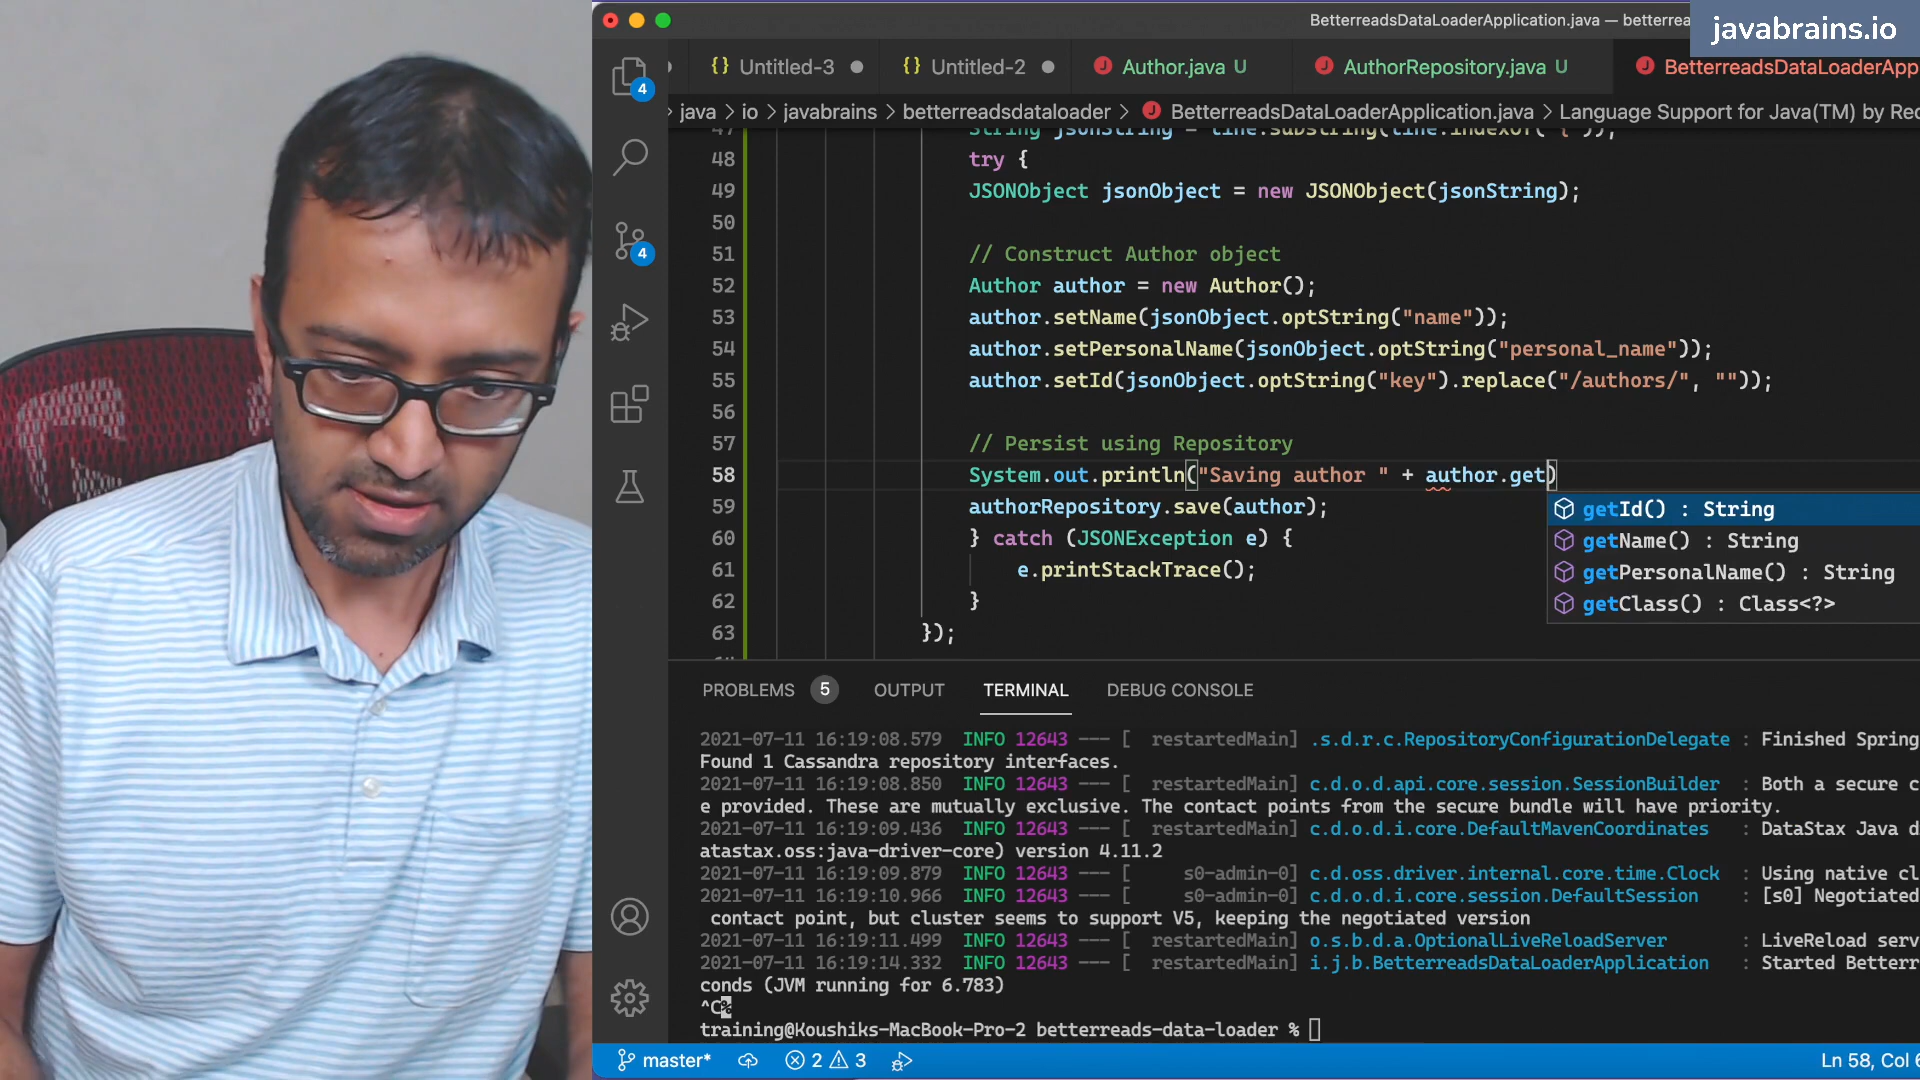 BetterreadsDataLoaderApplication.java — betterrea
javabrains.io
{} Untitled-3
{} Untitled-2
Author.java U
AuthorRepository.java U
BetterreadsDataLoaderApp
java > io > javabrains > betterreadsdataloader > BetterreadsDataLoaderApplication.java > Language Support for Java(TM) by Red
4
4
47 String jsonString = line.substring(line.indexOf("{"));
48 try {
49 JSONObject jsonObject = new JSONObject(jsonString);
50
51 // Construct Author object
52 Author author = new Author();
53 author.setName(jsonObject.optString("name"));
54 author.setPersonalName(jsonObject.optString("personal_name"));
55 author.setId(jsonObject.optString("key").replace("/authors/", ""));
56
57 // Persist using Repository
58 System.out.println("Saving author " + author.get)
59 authorRepository.save(author);
60 } catch (JSONException e) {
61 e.printStackTrace();
62 }
63 });
getId() : String
getName() : String
getPersonalName() : String
getClass() : Class<?>
PROBLEMS 5 OUTPUT TERMINAL DEBUG CONSOLE
2021-07-11 16:19:08.579 INFO 12643 --- [ restartedMain] .s.d.r.c.RepositoryConfigurationDelegate : Finished Spring
Found 1 Cassandra repository interfaces.
2021-07-11 16:19:08.850 INFO 12643 --- [ restartedMain] c.d.o.d.api.core.session.SessionBuilder : Both a secure c
e provided. These are mutually exclusive. The contact points from the secure bundle will have priority.
2021-07-11 16:19:09.436 INFO 12643 --- [ restartedMain] c.d.o.d.i.core.DefaultMavenCoordinates : DataStax Java d
atastax.oss:java-driver-core) version 4.11.2
2021-07-11 16:19:09.879 INFO 12643 --- [ s0-admin-0] c.d.oss.driver.internal.core.time.Clock : Using native cl
2021-07-11 16:19:10.966 INFO 12643 --- [ s0-admin-0] c.d.o.d.i.core.session.DefaultSession : [s0] Negotiated
contact point, but cluster seems to support V5, keeping the negotiated version
2021-07-11 16:19:11.499 INFO 12643 --- [ restartedMain] o.s.b.d.a.OptionalLiveReloadServer : LiveReload serv
2021-07-11 16:19:14.332 INFO 12643 --- [ restartedMain] i.j.b.BetterreadsDataLoaderApplication : Started Betterr
conds (JVM running for 6.783)
^C%
training@Koushiks-MacBook-Pro-2 betterreads-data-loader %
master* 2 3
Ln 58, Col 6